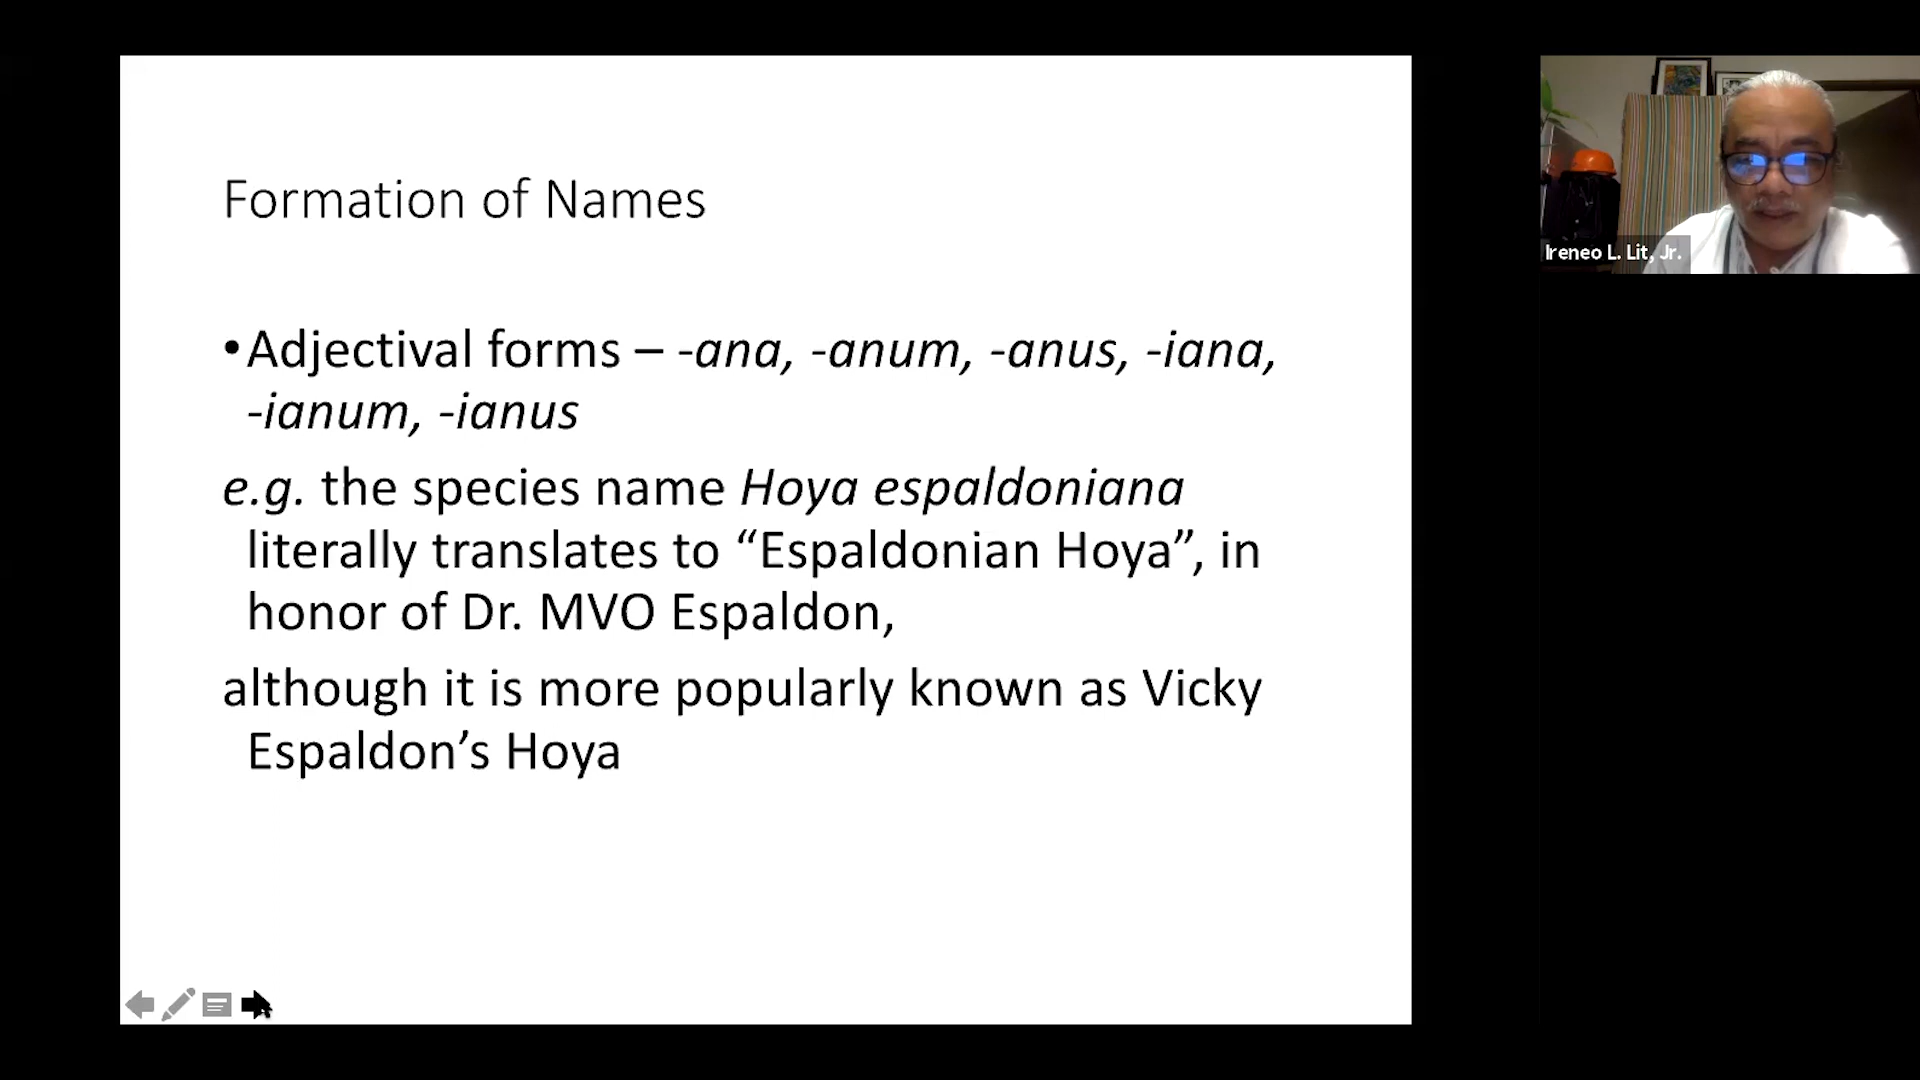 Formation of Names
•Adjectival forms – -ana, -anum, -anus, -iana,
-ianum, -ianus
e.g. the species name Hoya espaldoniana
literally translates to “Espaldonian Hoya”, in
honor of Dr. MVO Espaldon,
although it is more popularly known as Vicky
Espaldon’s Hoya
Ireneo L. Lit, Jr.